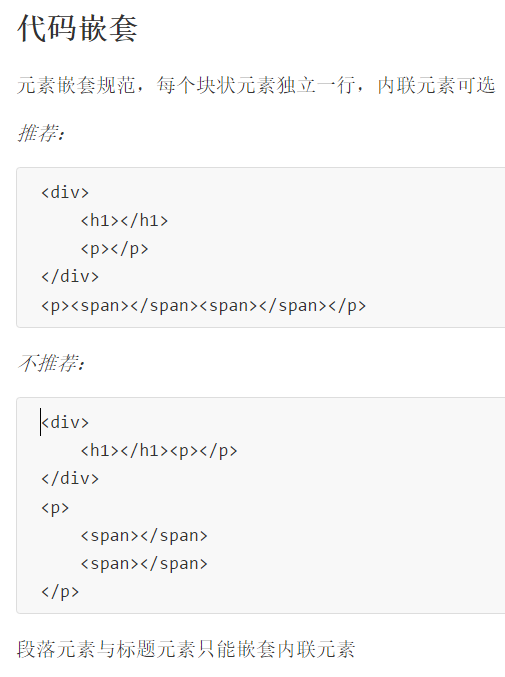 代码嵌套
元素嵌套规范，每个块状元素独立一行，内联元素可选
推荐：
<div>
    <h1></h1>
    <p></p>
</div>
<p><span></span><span></span></p>
不推荐：
<div>
    <h1></h1><p></p>
</div>
<p>
    <span></span>
    <span></span>
</p>
段落元素与标题元素只能嵌套内联元素